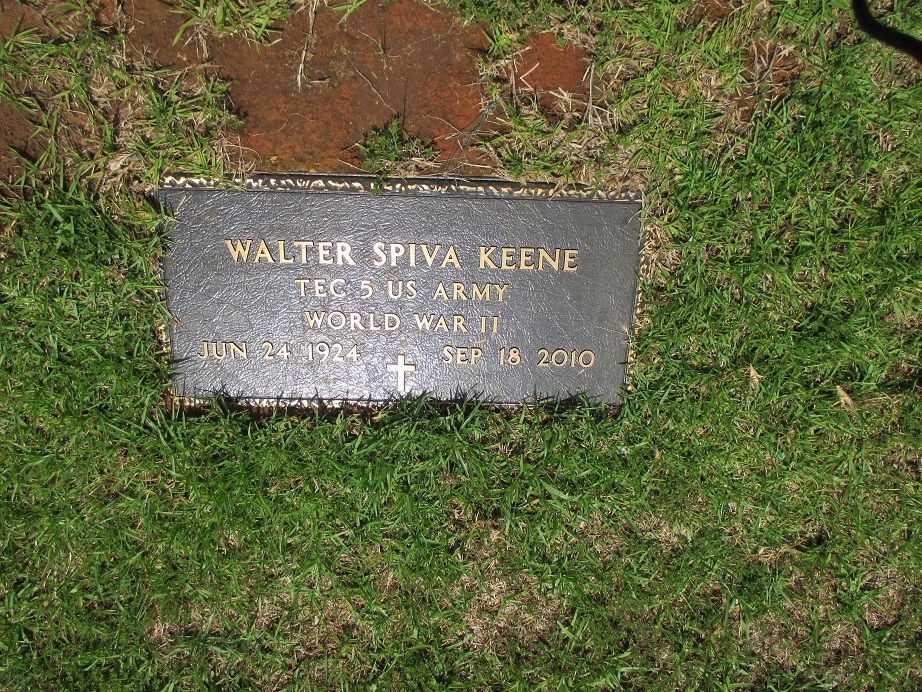 WALTER SPIVA KEENE
TEC 5 US ARMY
WORLD WAR II
JUN 24 1924 SEP 18 2010